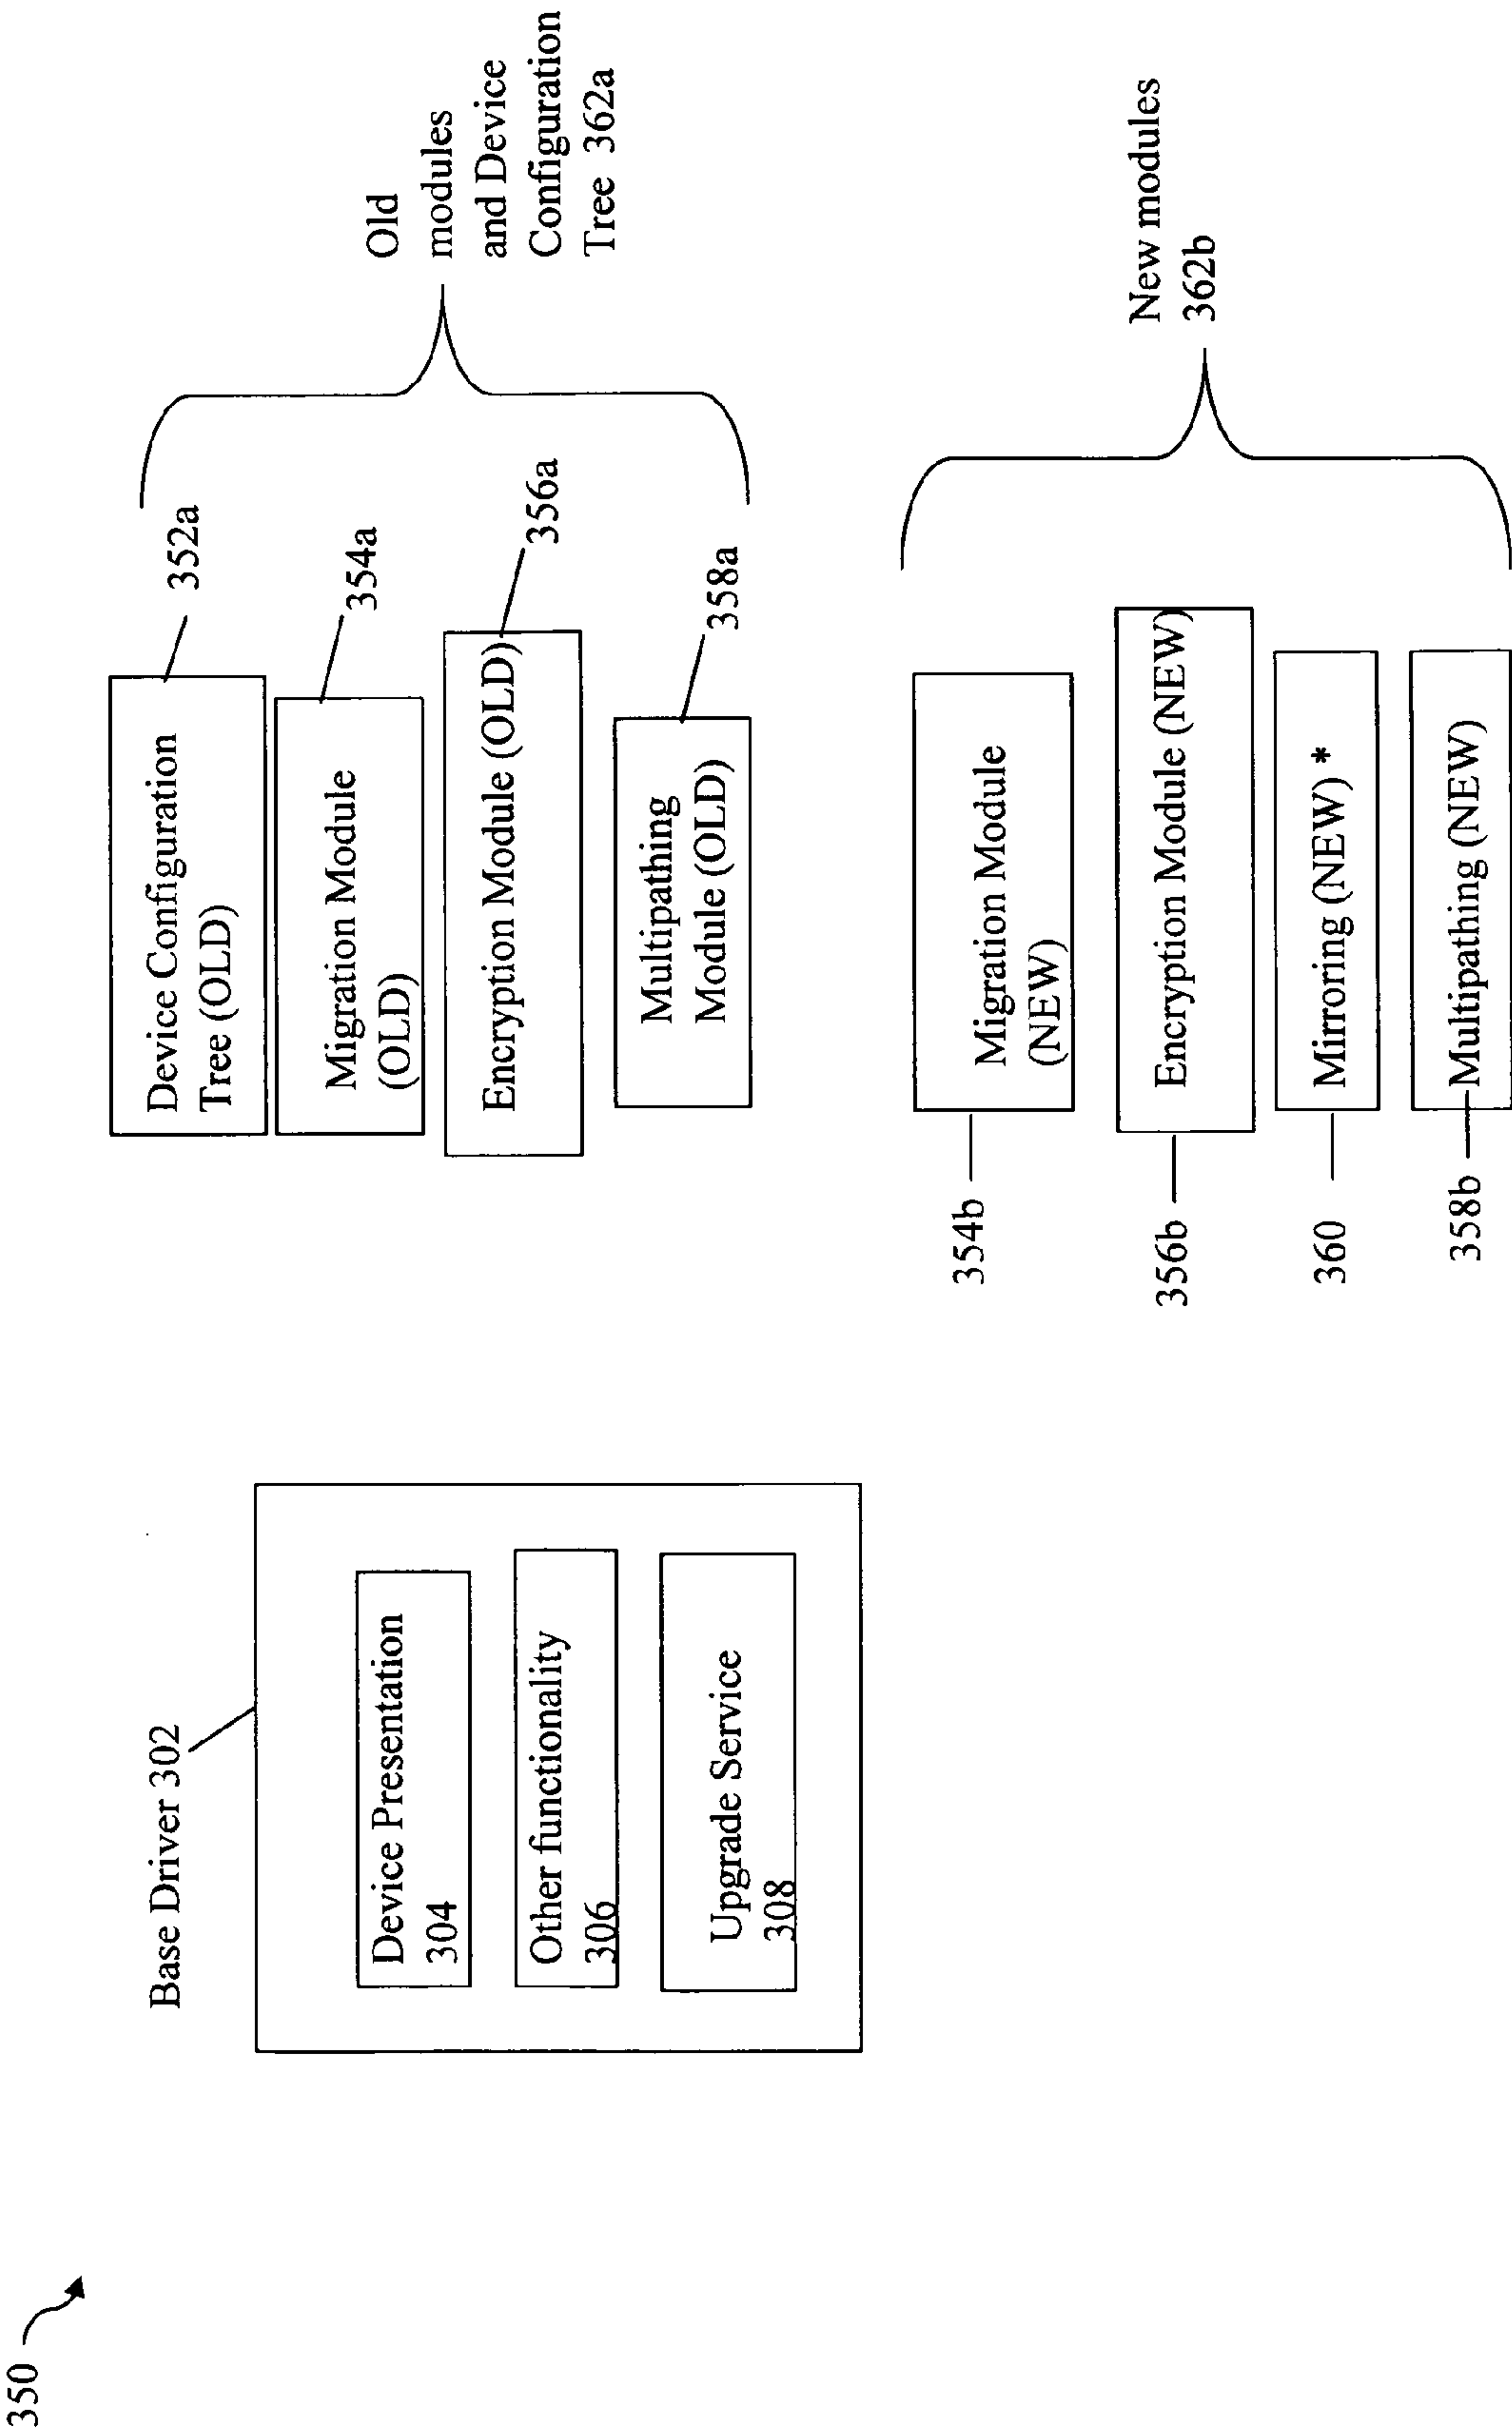 350
Base Driver 302
Device Presentation
304
Other functionality
306
Upgrade Service
308
Device Configuration
Tree (OLD)
352a
Migration Module
(OLD)
354a
Encryption Module (OLD)
356a
Multipathing
Module (OLD)
358a
Old
modules
and Device
Configuration
Tree 362a
354b
Migration Module
(NEW)
356b
Encryption Module (NEW)
360
Mirroring (NEW) *
358b
Multipathing (NEW)
New modules
362b